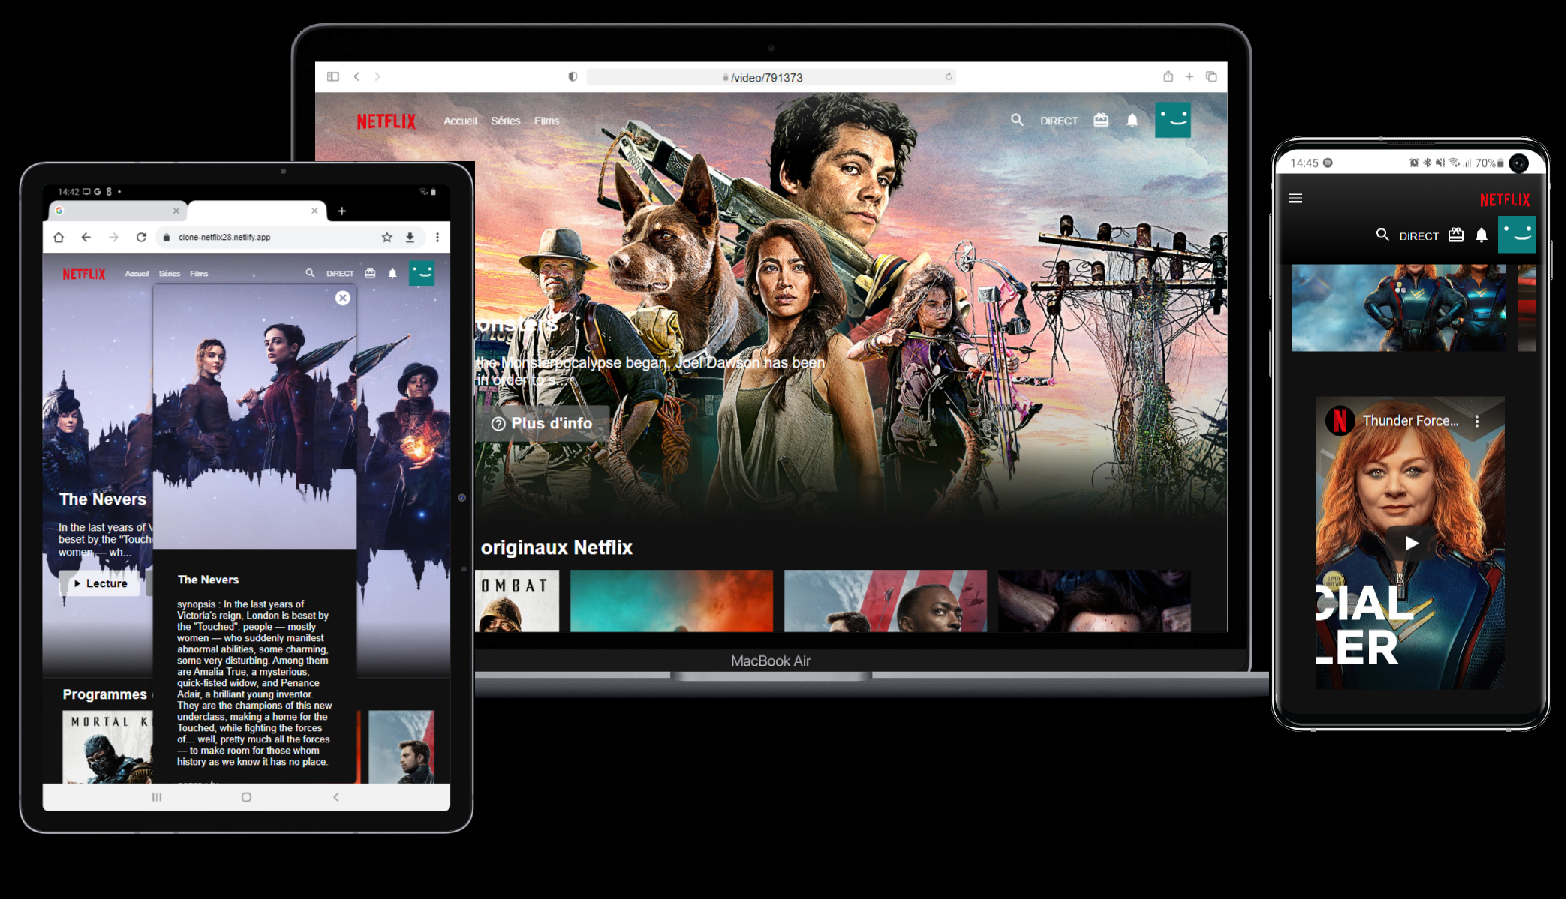 /video/791373
NETFLIX
Accueil Séries Films
DIRECT
onsters
the Monsterpocalypse began, Joel Dawson has been
in order to s...
Plus d'info
originaux Netflix
OMBAT
MacBook Air
14:42
clone-netflix28.netlify.app
NETFLIX
Accueil Séries Films
DIRECT
The Nevers
In the last years of V
beset by the "Touch
women — wh...
Lecture
Programmes
MORTAL K
The Nevers
synopsis : In the last years of
Victoria's reign, London is beset by
the "Touched": people — mostly
women — who suddenly manifest
abnormal abilities, some charming,
some very disturbing. Among them
are Amalia True, a mysterious,
quick-fisted widow, and Penance
Adair, a brilliant young inventor.
They are the champions of this new
underclass, making a home for the
Touched, while fighting the forces
of... well, pretty much all the forces
— to make room for those whom
history as we know it has no place.
14:45
70%
NETFLIX
DIRECT
Thunder Force...
CIAL
LER